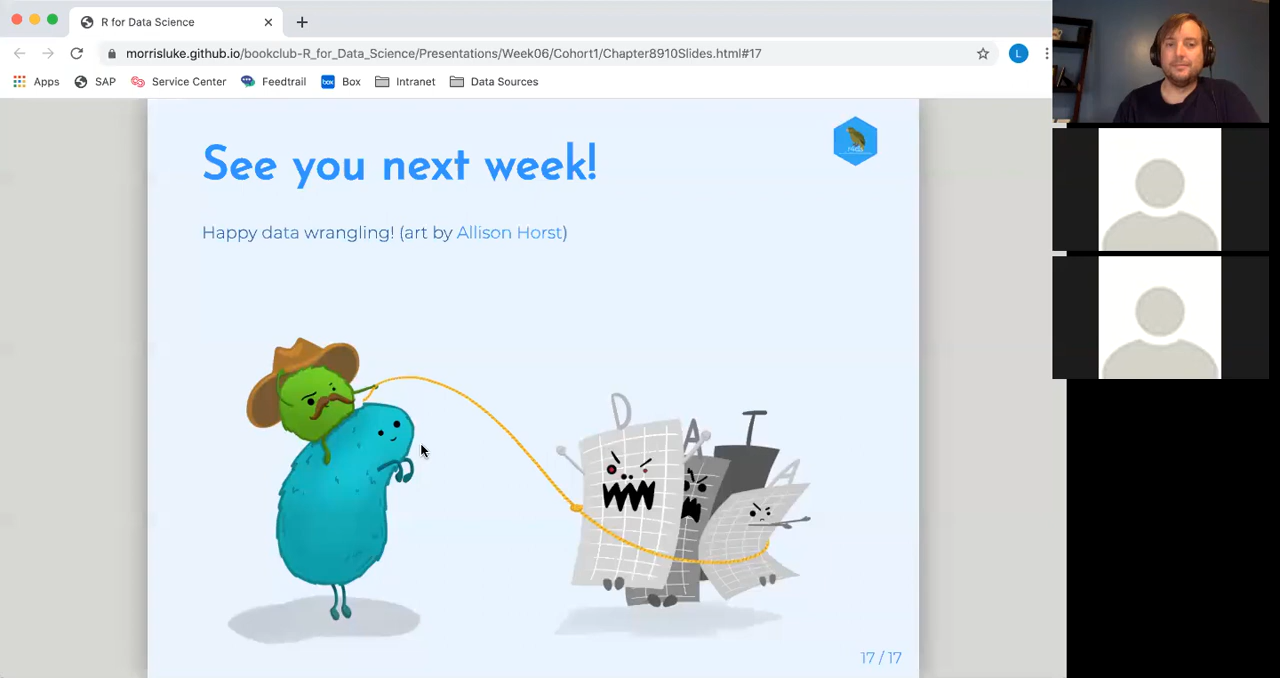 R for Data Science
morrisluke.github.io/bookclub-R_for_Data_Science/Presentations/Week06/Cohort1/Chapter8910Slides.html#17
L
Apps SAP Service Center Feedtrail box Box Intranet Data Sources
See you next week!
Happy data wrangling! (art by Allison Horst)
D A T A
17 / 17